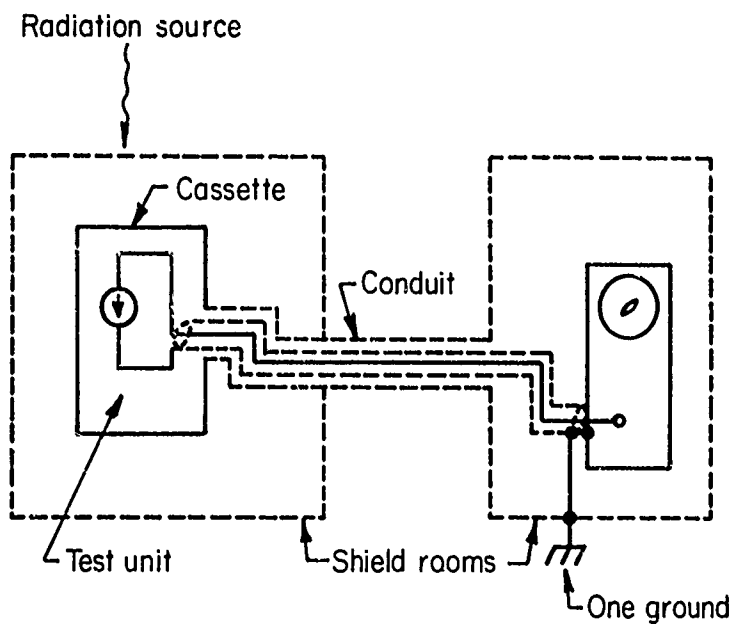 Radiation source
Cassette
Conduit
Test unit
Shield rooms
One ground